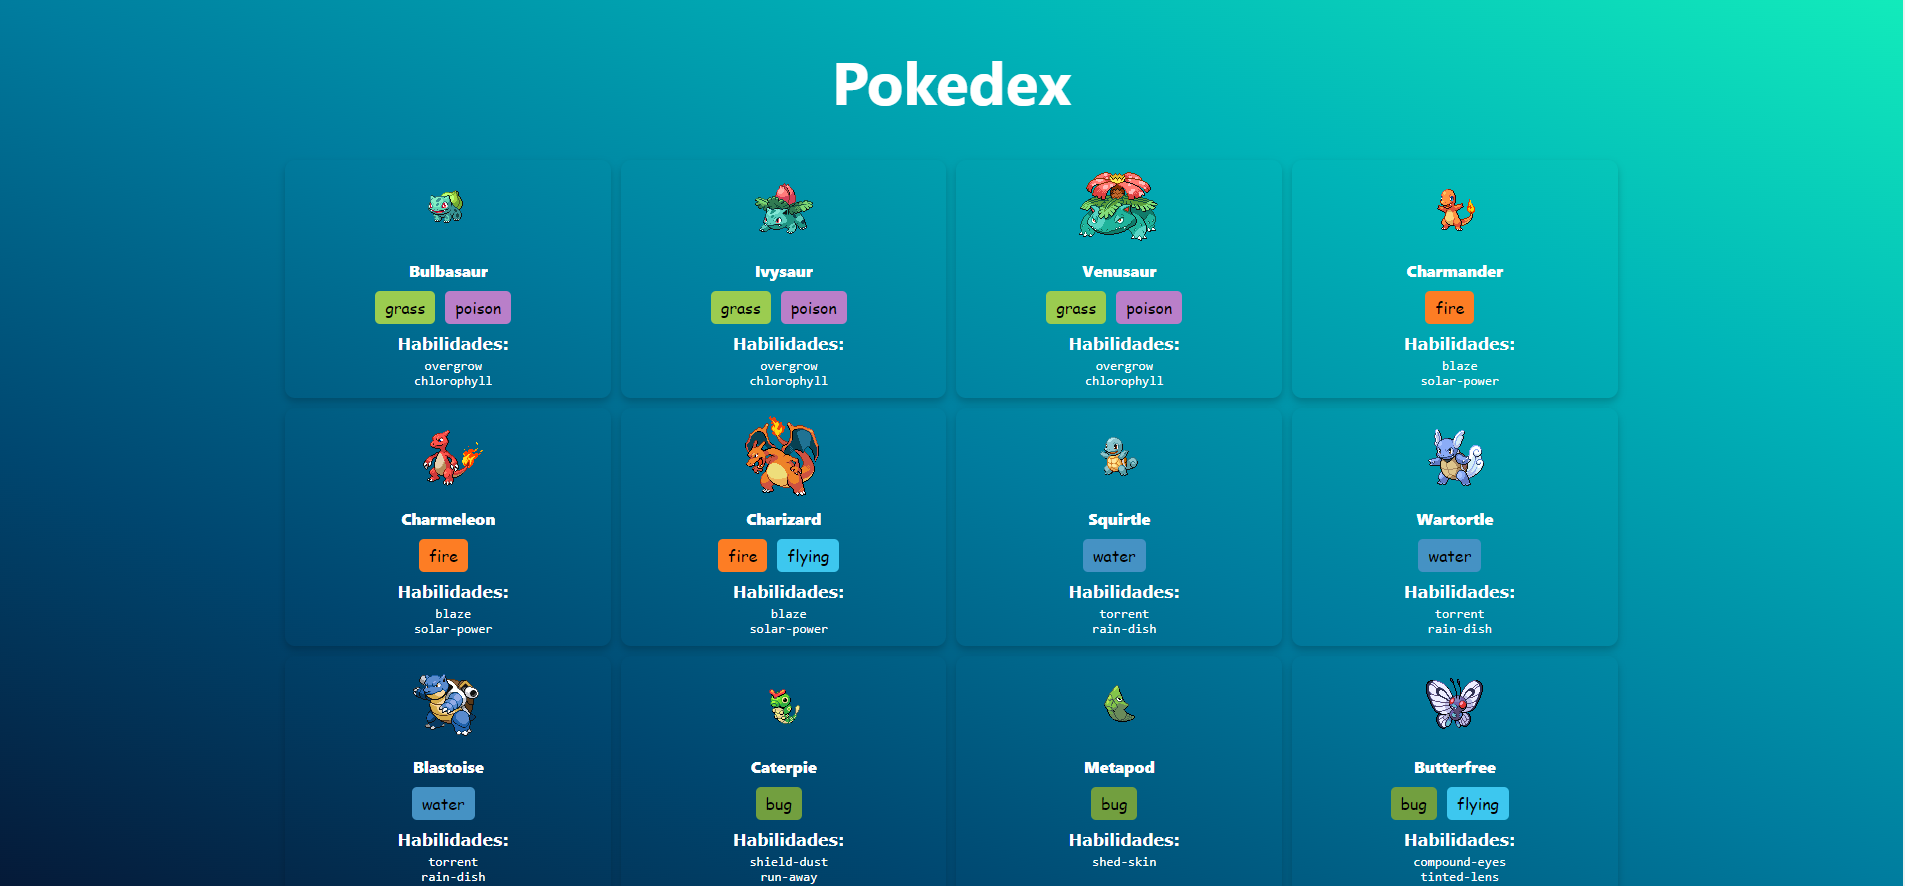 Pokedex
Bulbasaur
grass poison
Habilidades:
overgrow
chlorophyll
Ivysaur
grass poison
Habilidades:
overgrow
chlorophyll
Venusaur
grass poison
Habilidades:
overgrow
chlorophyll
Charmander
fire
Habilidades:
blaze
solar-power
Charmeleon
fire
Habilidades:
blaze
solar-power
Charizard
fire flying
Habilidades:
blaze
solar-power
Squirtle
water
Habilidades:
torrent
rain-dish
Wartortle
water
Habilidades:
torrent
rain-dish
Blastoise
water
Habilidades:
torrent
rain-dish
Caterpie
bug
Habilidades:
shield-dust
run-away
Metapod
bug
Habilidades:
shed-skin
Butterfree
bug flying
Habilidades:
compound-eyes
tinted-lens